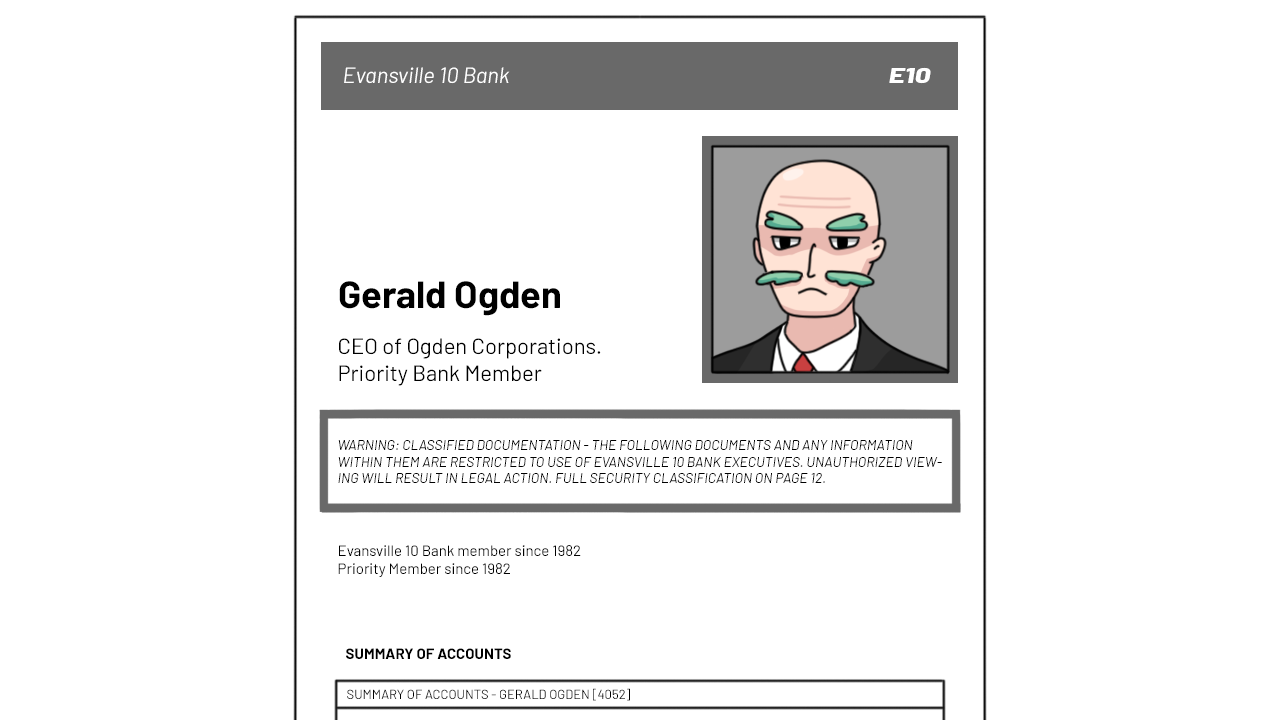 Evansville 10 Bank
E10
Gerald Ogden
CEO of Ogden Corporations.
Priority Bank Member
WARNING: CLASSIFIED DOCUMENTATION - THE FOLLOWING DOCUMENTS AND ANY INFORMATION
WITHIN THEM ARE RESTRICTED TO USE OF EVANSVILLE 10 BANK EXECUTIVES. UNAUTHORIZED VIEW-
ING WILL RESULT IN LEGAL ACTION. FULL SECURITY CLASSIFICATION ON PAGE 12.
Evansville 10 Bank member since 1982
Priority Member since 1982
SUMMARY OF ACCOUNTS
SUMMARY OF ACCOUNTS - GERALD OGDEN [4052]